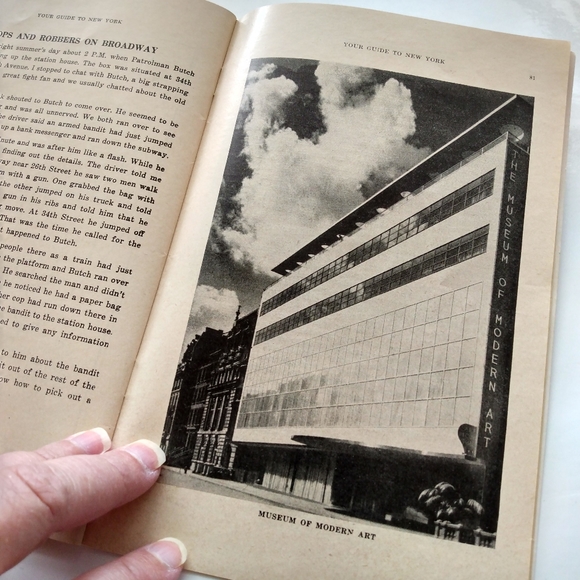 YOUR GUIDE TO NEW YORK
OPS AND ROBBERS ON BROADWAY
ight summer's day about 2 P.M. when Patrolman Butch
ing up the station house. The box was situated at 34th
Avenue. I stopped to chat with Butch, a big strapping
great fight fan and we usually chatted about the old
shouted to Butch to come over. He seemed to be
and was all unnerved. We both ran over to see
he driver said an armed bandit had just jumped
up a bank messenger and ran down the subway.
nute and was after him like a flash. While he
finding out the details. The driver told me
way near 26th Street he saw two men walk
m with a gun. One grabbed the bag with
the other jumped on his truck and told
gun in his ribs and told him that he
move. At 34th Street he jumped off
That was the time he called for the
t happened to Butch.
people there as a train had just
the platform and Butch ran over
He searched the man and didn't
he noticed he had a paper bag
her cop had run down there in
he bandit to the station house.
ed to give any information
to him about the bandit
it out of the rest of the
ow how to pick out a
YOUR GUIDE TO NEW YORK
81
THE MUSEUM OF MODERN ART
MUSEUM OF MODERN ART